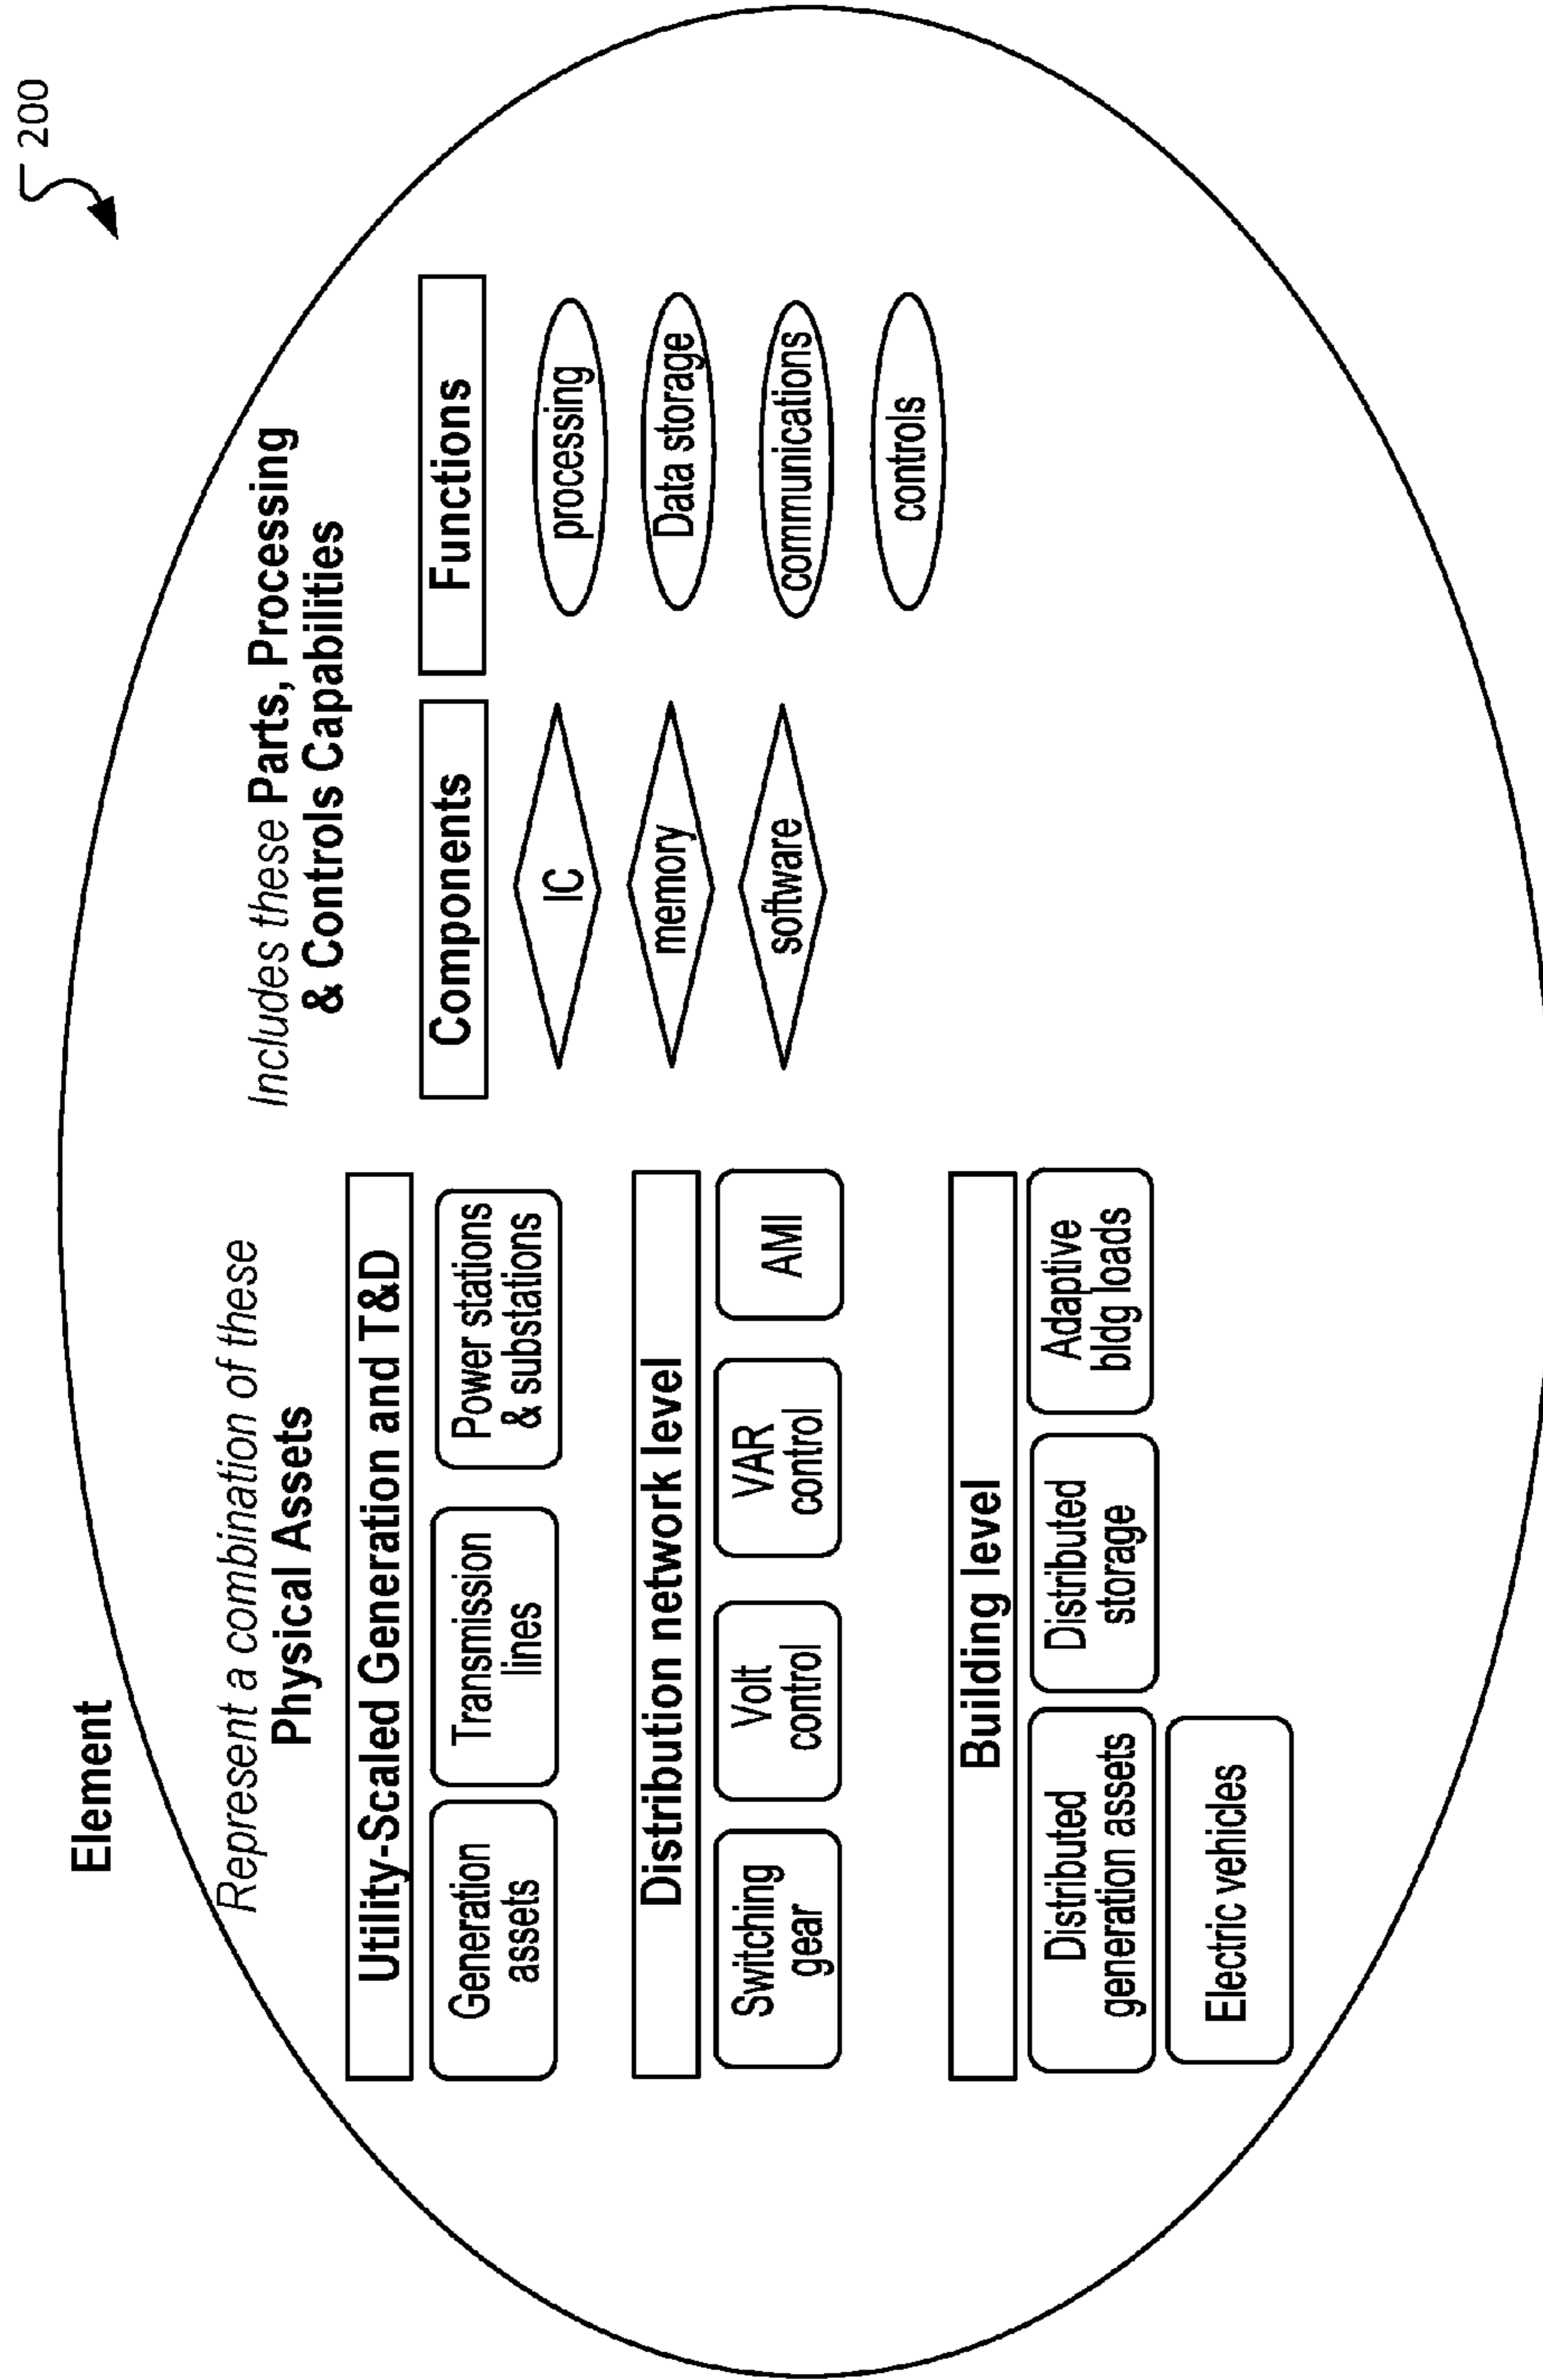 200
Element
Represent a combination of these
Physical Assets
Utility-Scaled Generation and T&D
Generation
assets
Transmission
lines
Power stations
& substations
Distribution network level
Switching
gear
Volt
control
VAR
control
AMI
Building level
Distributed
generation assets
Distributed
storage
Adaptive
bldg loads
Electric vehicles
Includes these Parts, Processing
& Controls Capabilities
Components
IC
memory
software
Functions
processing
Data storage
communications
controls